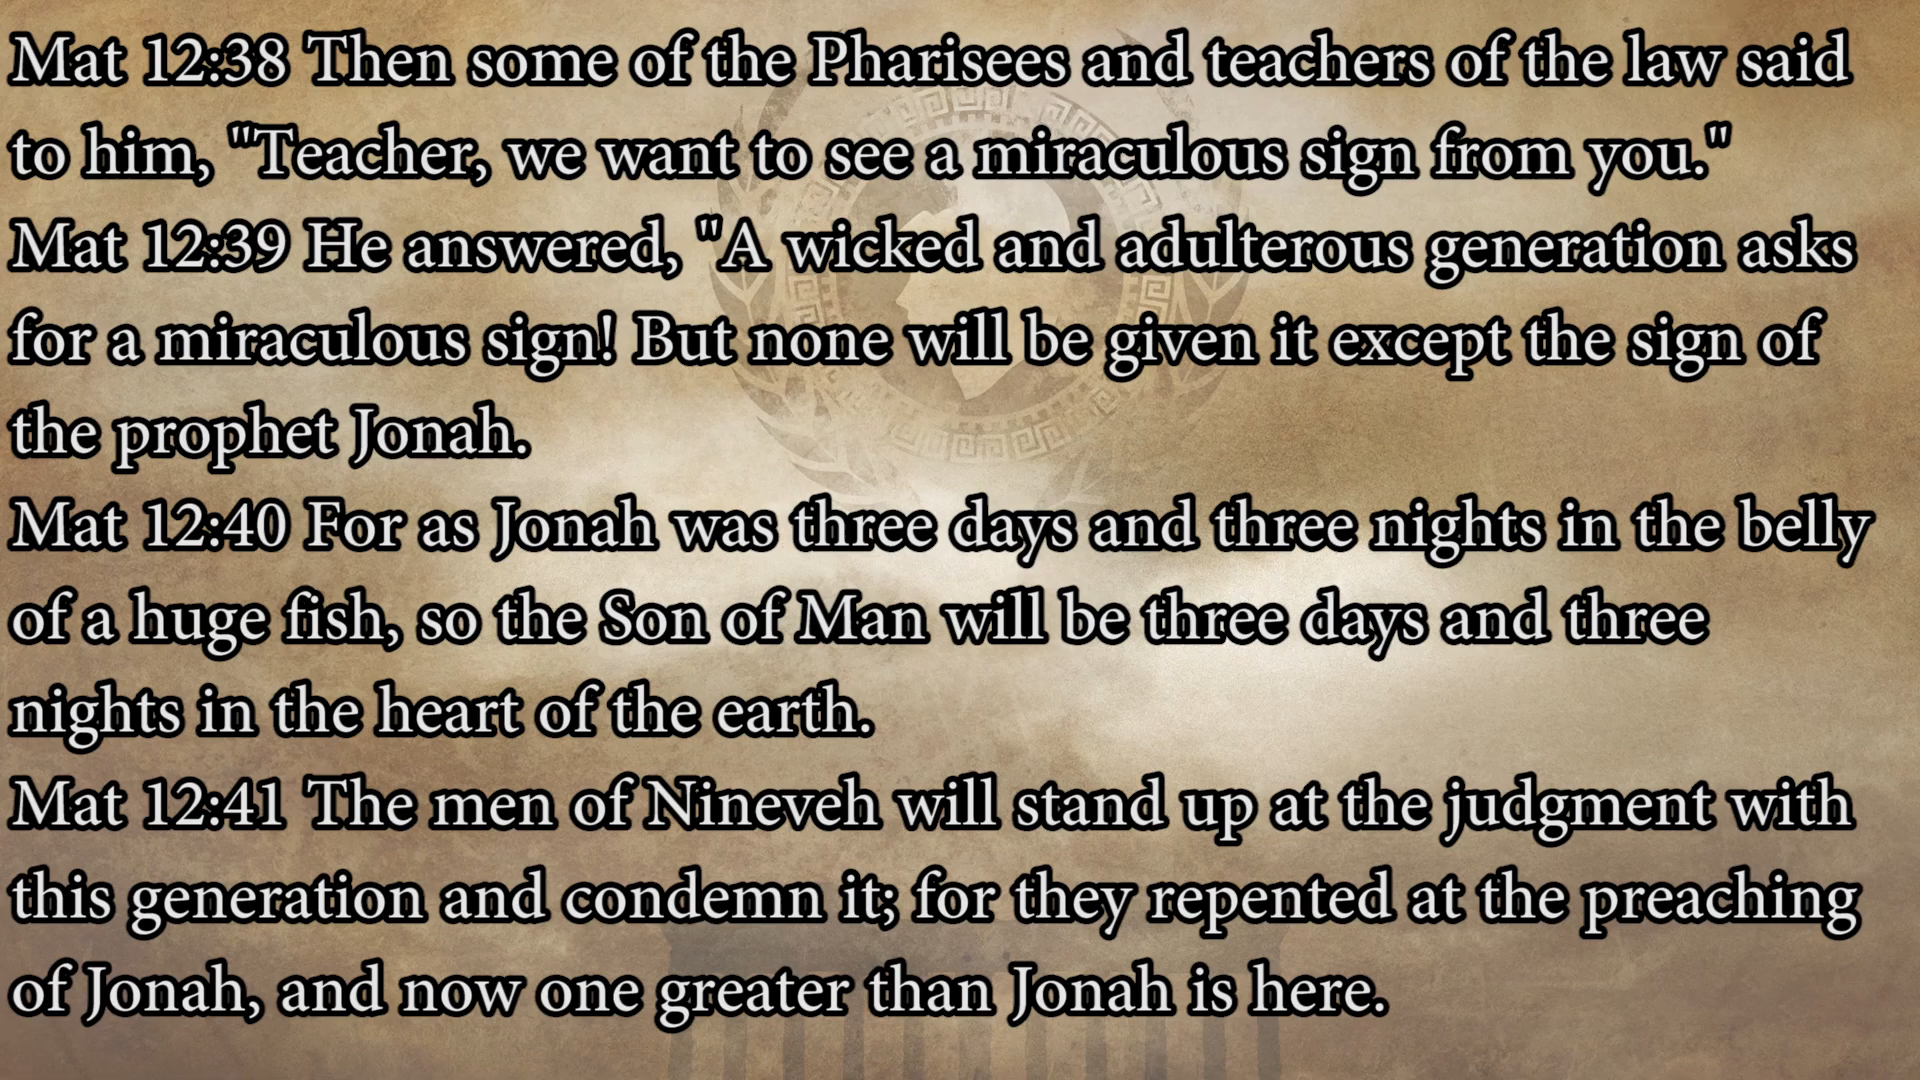 Mat 12:38 Then some of the Pharisees and teachers of the law said
to him, "Teacher, we want to see a miraculous sign from you."
Mat 12:39 He answered, "A wicked and adulterous generation asks
for a miraculous sign! But none will be given it except the sign of
the prophet Jonah.
Mat 12:40 For as Jonah was three days and three nights in the belly
of a huge fish, so the Son of Man will be three days and three
nights in the heart of the earth.
Mat 12:41 The men of Nineveh will stand up at the judgment with
this generation and condemn it; for they repented at the preaching
of Jonah, and now one greater than Jonah is here.